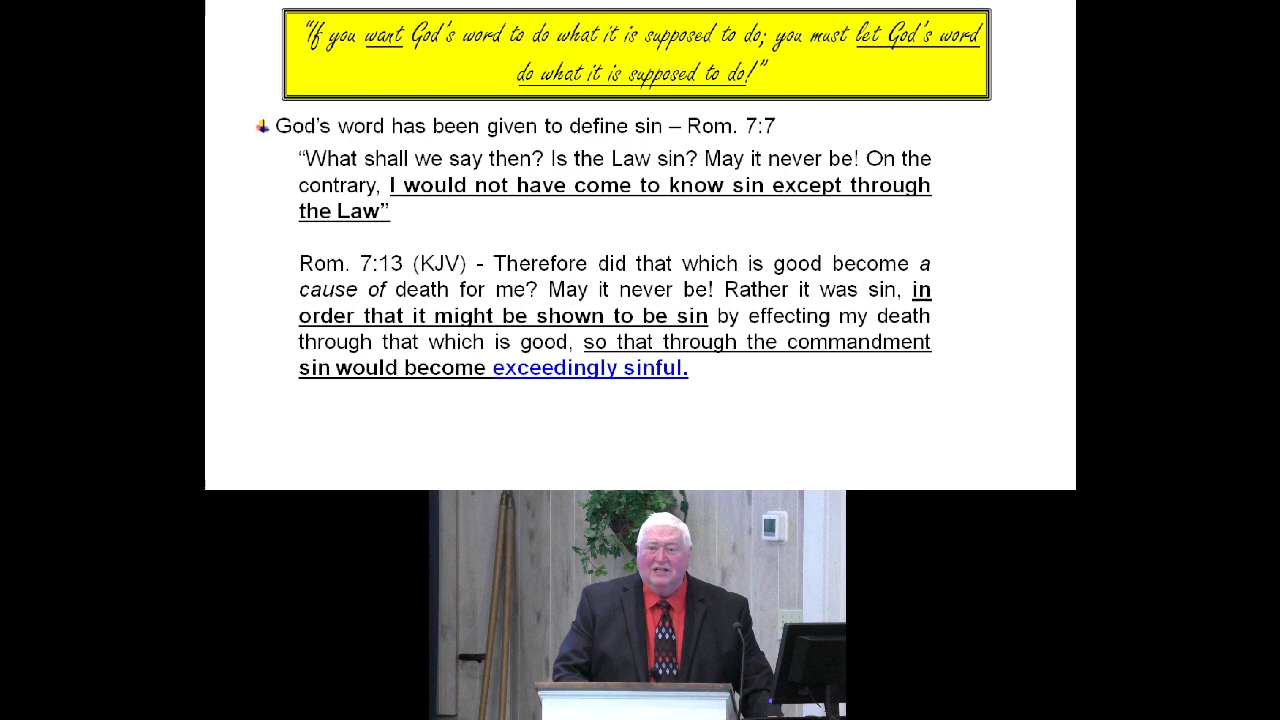 “If you want God’s word to do what it is supposed to do; you must let God’s word
do what it is supposed to do!”
God’s word has been given to define sin – Rom. 7:7
“What shall we say then? Is the Law sin? May it never be! On the
contrary, I would not have come to know sin except through
the Law”
Rom. 7:13 (KJV) - Therefore did that which is good become a
cause of death for me? May it never be! Rather it was sin, in
order that it might be shown to be sin by effecting my death
through that which is good, so that through the commandment
sin would become exceedingly sinful.